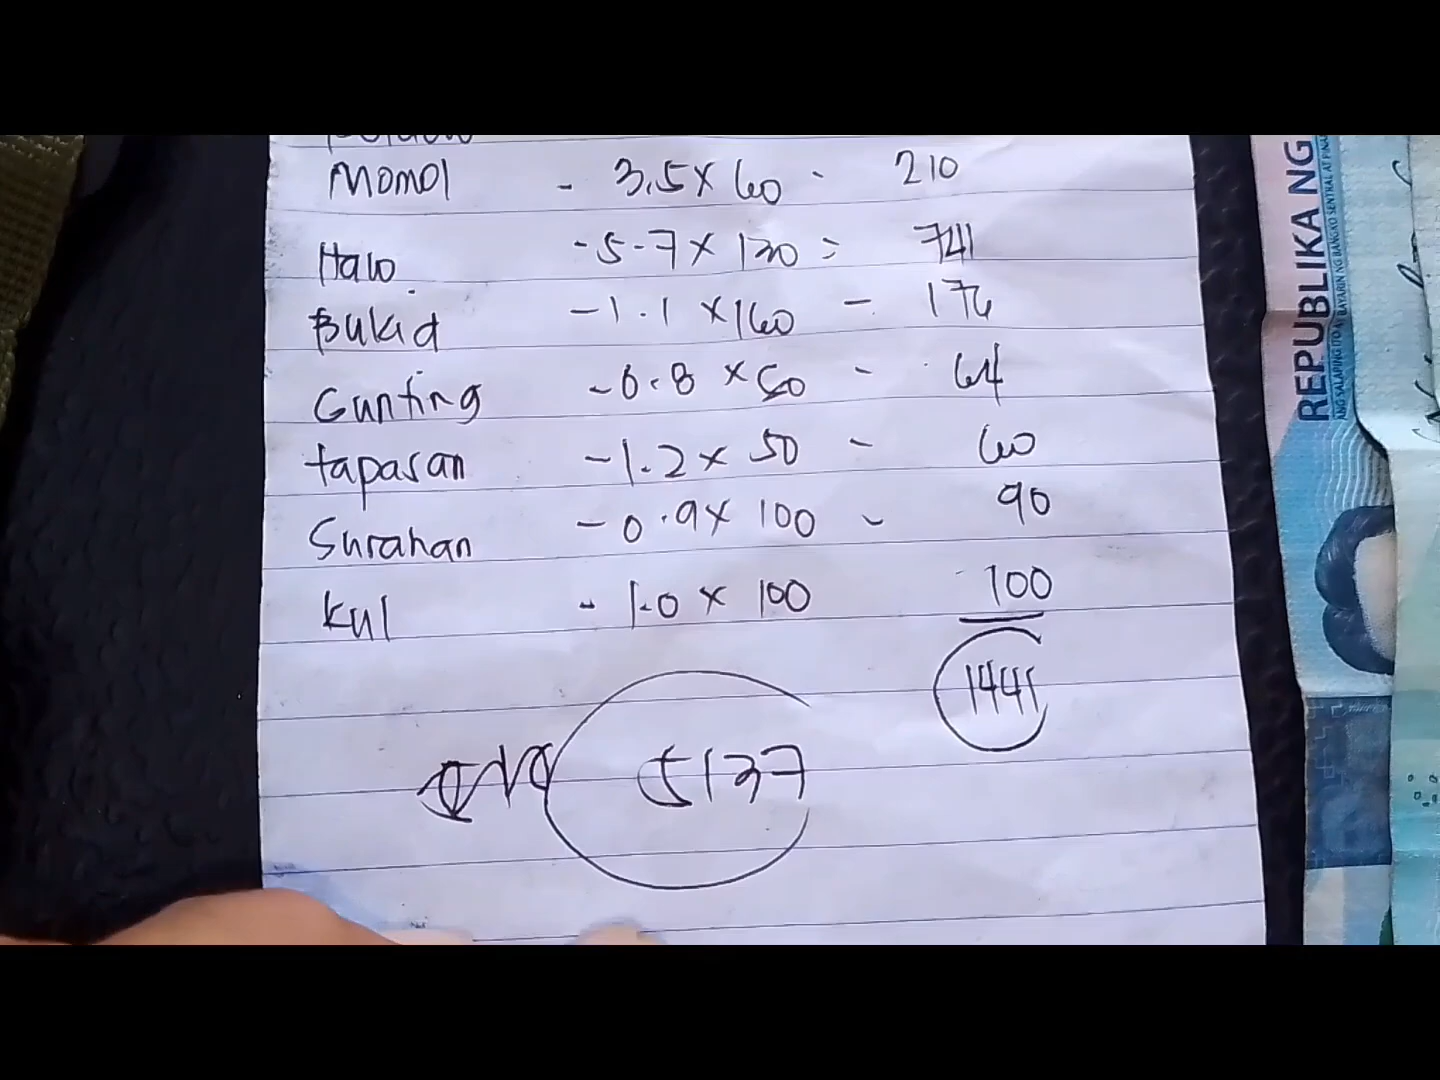 Momol - 3.5 x 60 - 210
Halo - 5.7 x 130 = 741
Bukid - 1.1 x 160 - 176
Gunting - 0.8 x 80 - 64
tapasan - 1.2 x 50 - 60
Surahan - 0.9 x 100 - 90
kul - 1.0 x 100 100
1441
5137
REPUBLIKA NG